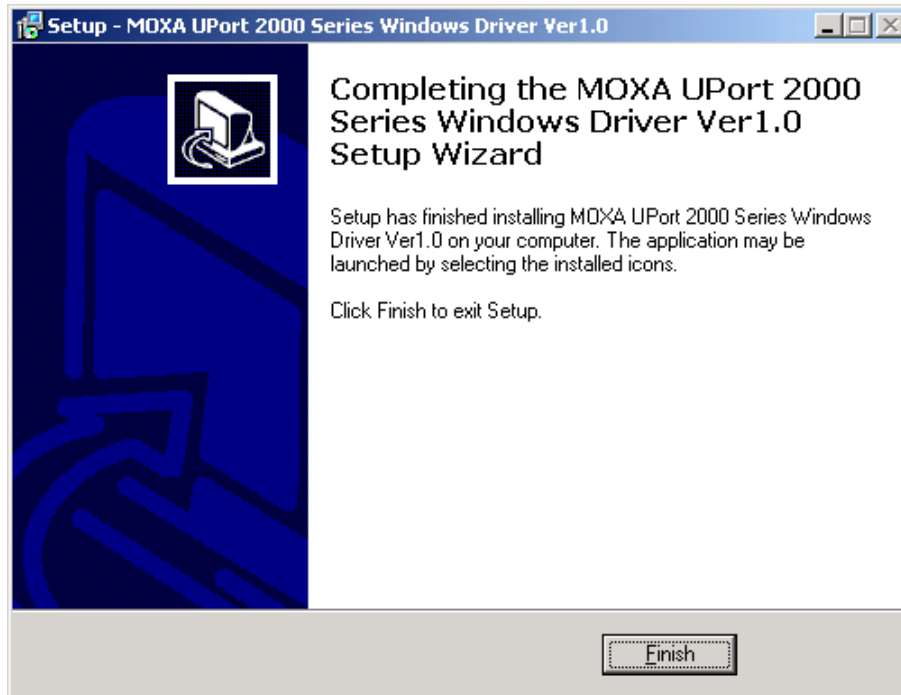 Setup - MOXA UPort 2000 Series Windows Driver Ver1.0
Completing the MOXA UPort 2000
Series Windows Driver Ver1.0
Setup Wizard
Setup has finished installing MOXA UPort 2000 Series Windows
Driver Ver1.0 on your computer. The application may be
launched by selecting the installed icons.
Click Finish to exit Setup.
Finish